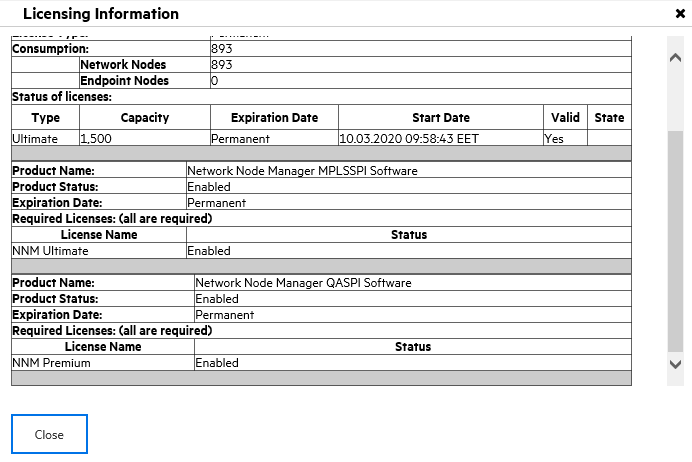 Licensing Information
Consumption: 893
Network Nodes 893
Endpoint Nodes 0
Status of licenses:
Type Capacity Expiration Date Start Date Valid State
Ultimate 1,500 Permanent 10.03.2020 09:58:43 EET Yes
Product Name: Network Node Manager MPLSSPI Software
Product Status: Enabled
Expiration Date: Permanent
Required Licenses: (all are required)
License Name Status
NNM Ultimate Enabled
Product Name: Network Node Manager QASPI Software
Product Status: Enabled
Expiration Date: Permanent
Required Licenses: (all are required)
License Name Status
NNM Premium Enabled
Close